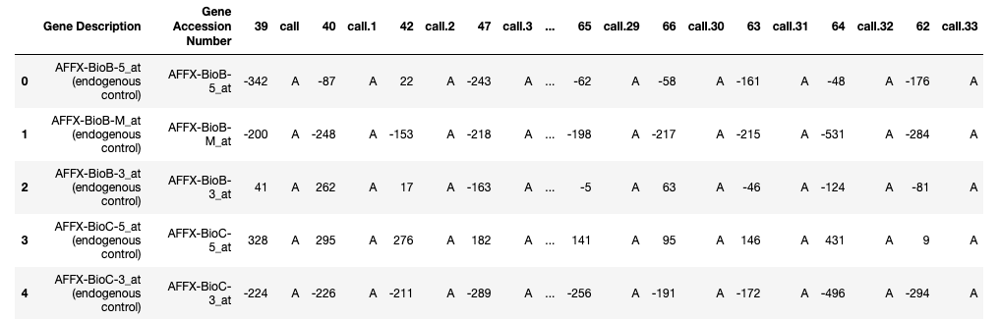 Gene Description Gene Accession Number 39 call 40 call.1 42 call.2 47 call.3 ... 65 call.29 66 call.30 63 call.31 64 call.32 62 call.33
0 AFFX-BioB-5_at (endogenous control) AFFX-BioB-5_at -342 A -87 A 22 A -243 A ... -62 A -58 A -161 A -48 A -176 A
1 AFFX-BioB-M_at (endogenous control) AFFX-BioB-M_at -200 A -248 A -153 A -218 A ... -198 A -217 A -215 A -531 A -284 A
2 AFFX-BioB-3_at (endogenous control) AFFX-BioB-3_at 41 A 262 A 17 A -163 A ... -5 A 63 A -46 A -124 A -81 A
3 AFFX-BioC-5_at (endogenous control) AFFX-BioC-5_at 328 A 295 A 276 A 182 A ... 141 A 95 A 146 A 431 A 9 A
4 AFFX-BioC-3_at (endogenous control) AFFX-BioC-3_at -224 A -226 A -211 A -289 A ... -256 A -191 A -172 A -496 A -294 A